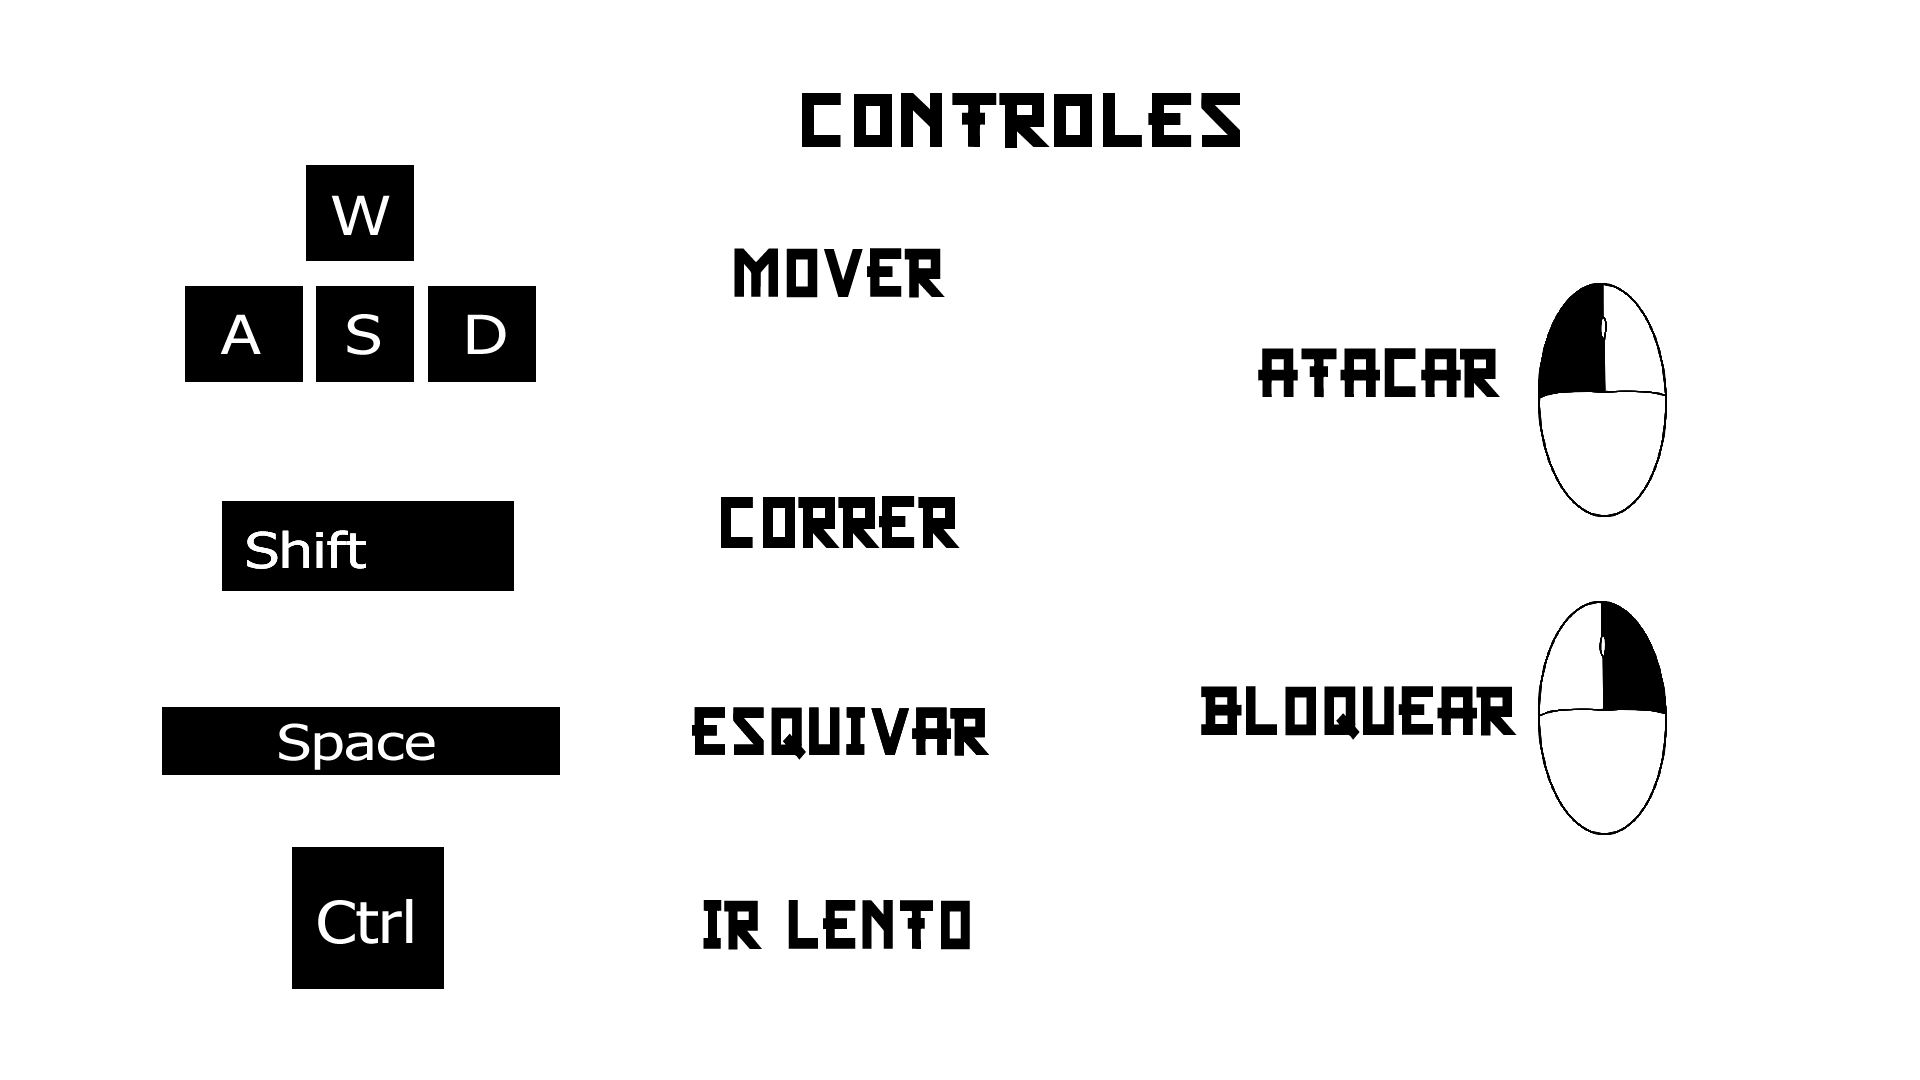 CONTROLES
W
A S D
MOVER
Shift
CORRER
Space
ESQUIVAR
Ctrl
IR LENTO
ATACAR
BLOQUEAR